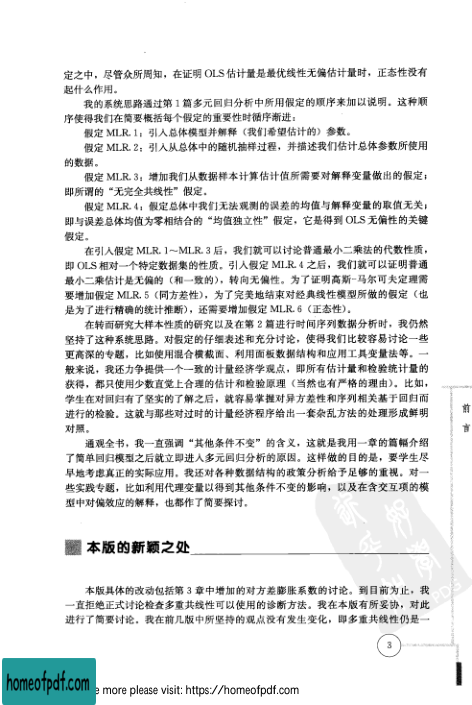 定之中，尽管众所周知，在证明 OLS 估计量是最优线性无偏估计量时，正态性没有
起什么作用。
我的系统思路通过第 1 篇多元回归分析中所用假定的顺序来加以说明。这种顺
序使得我们在简要概括每个假定的重要性时循序渐进：
假定 MLR.1：引入总体模型并解释（我们希望估计的）参数。
假定 MLR.2：引入从总体中的随机抽样过程，并描述我们估计总体参数所使用
的数据。
假定 MLR.3：增加我们从数据样本计算估计值所需要对解释变量做出的假定；
即所谓的“无完全共线性”假定。
假定 MLR.4：假定总体中我们无法观测的误差的均值与解释变量的取值无关；
即与误差总体均值为零相结合的“均值独立性”假定，它是得到 OLS 无偏性的关键
假定。
在引入假定 MLR.1～MLR.3 后，我们就可以讨论普通最小二乘法的代数性质，
即 OLS 相对一个特定数据集的性质。引入假定 MLR.4 之后，我们就可以证明普通
最小二乘估计是无偏的（和一致的），转向无偏性。为了证明高斯-马尔可夫定理需
要增加假定 MLR.5（同方差性），为了完美地结束对经典线性模型所做的假定（也
是为了进行精确的统计推断），还需要增加假定 MLR.6（正态性）。
在转而研究大样本性质的研究以及在第 2 篇进行时间序列数据分析时，我仍然
坚持了这种系统思路。对假定的仔细表述和充分讨论，使得我们比较容易讨论一些
更高深的专题，比如使用混合横截面、利用面板数据结构和应用工具变量法等。一
般来说，我还力争提供一个一致的计量经济学观点，即所有估计量和检验统计量的
获得，都只使用少数直觉上合理的估计和检验原理（当然也有严格的理由）。比如，
学生在对回归有了坚实的了解之后，就容易掌握对异方差性和序列相关基于回归而
进行的检验。这就与那些对过时的计量经济程序给出一套杂乱方法的处理形成鲜明
对照。
通观全书，我一直强调“其他条件不变”的含义，这就是我用一章的篇幅介绍
了简单回归模型之后就立即进入多元回归分析的原因。这样做的目的是，要学生尽
早地考虑真正的实际应用。我还对各种数据结构的政策分析给予足够的重视。对一
些实践专题，比如利用代理变量以得到其他条件不变的影响，以及在含交互项的模
型中对偏效应的解释，也都作了简要探讨。
前言
本版的新颖之处
本版具体的改动包括第 3 章中增加的对方差膨胀系数的讨论。到目前为止，我
一直拒绝正式讨论检查多重共线性可以使用的诊断方法。我在本版有所妥协，对此
进行了简要讨论。我在前几版中所坚持的观点没有发生变化，即多重共线性仍是一
3
homeofpdf.com
e more please visit: https://homeofpdf.com